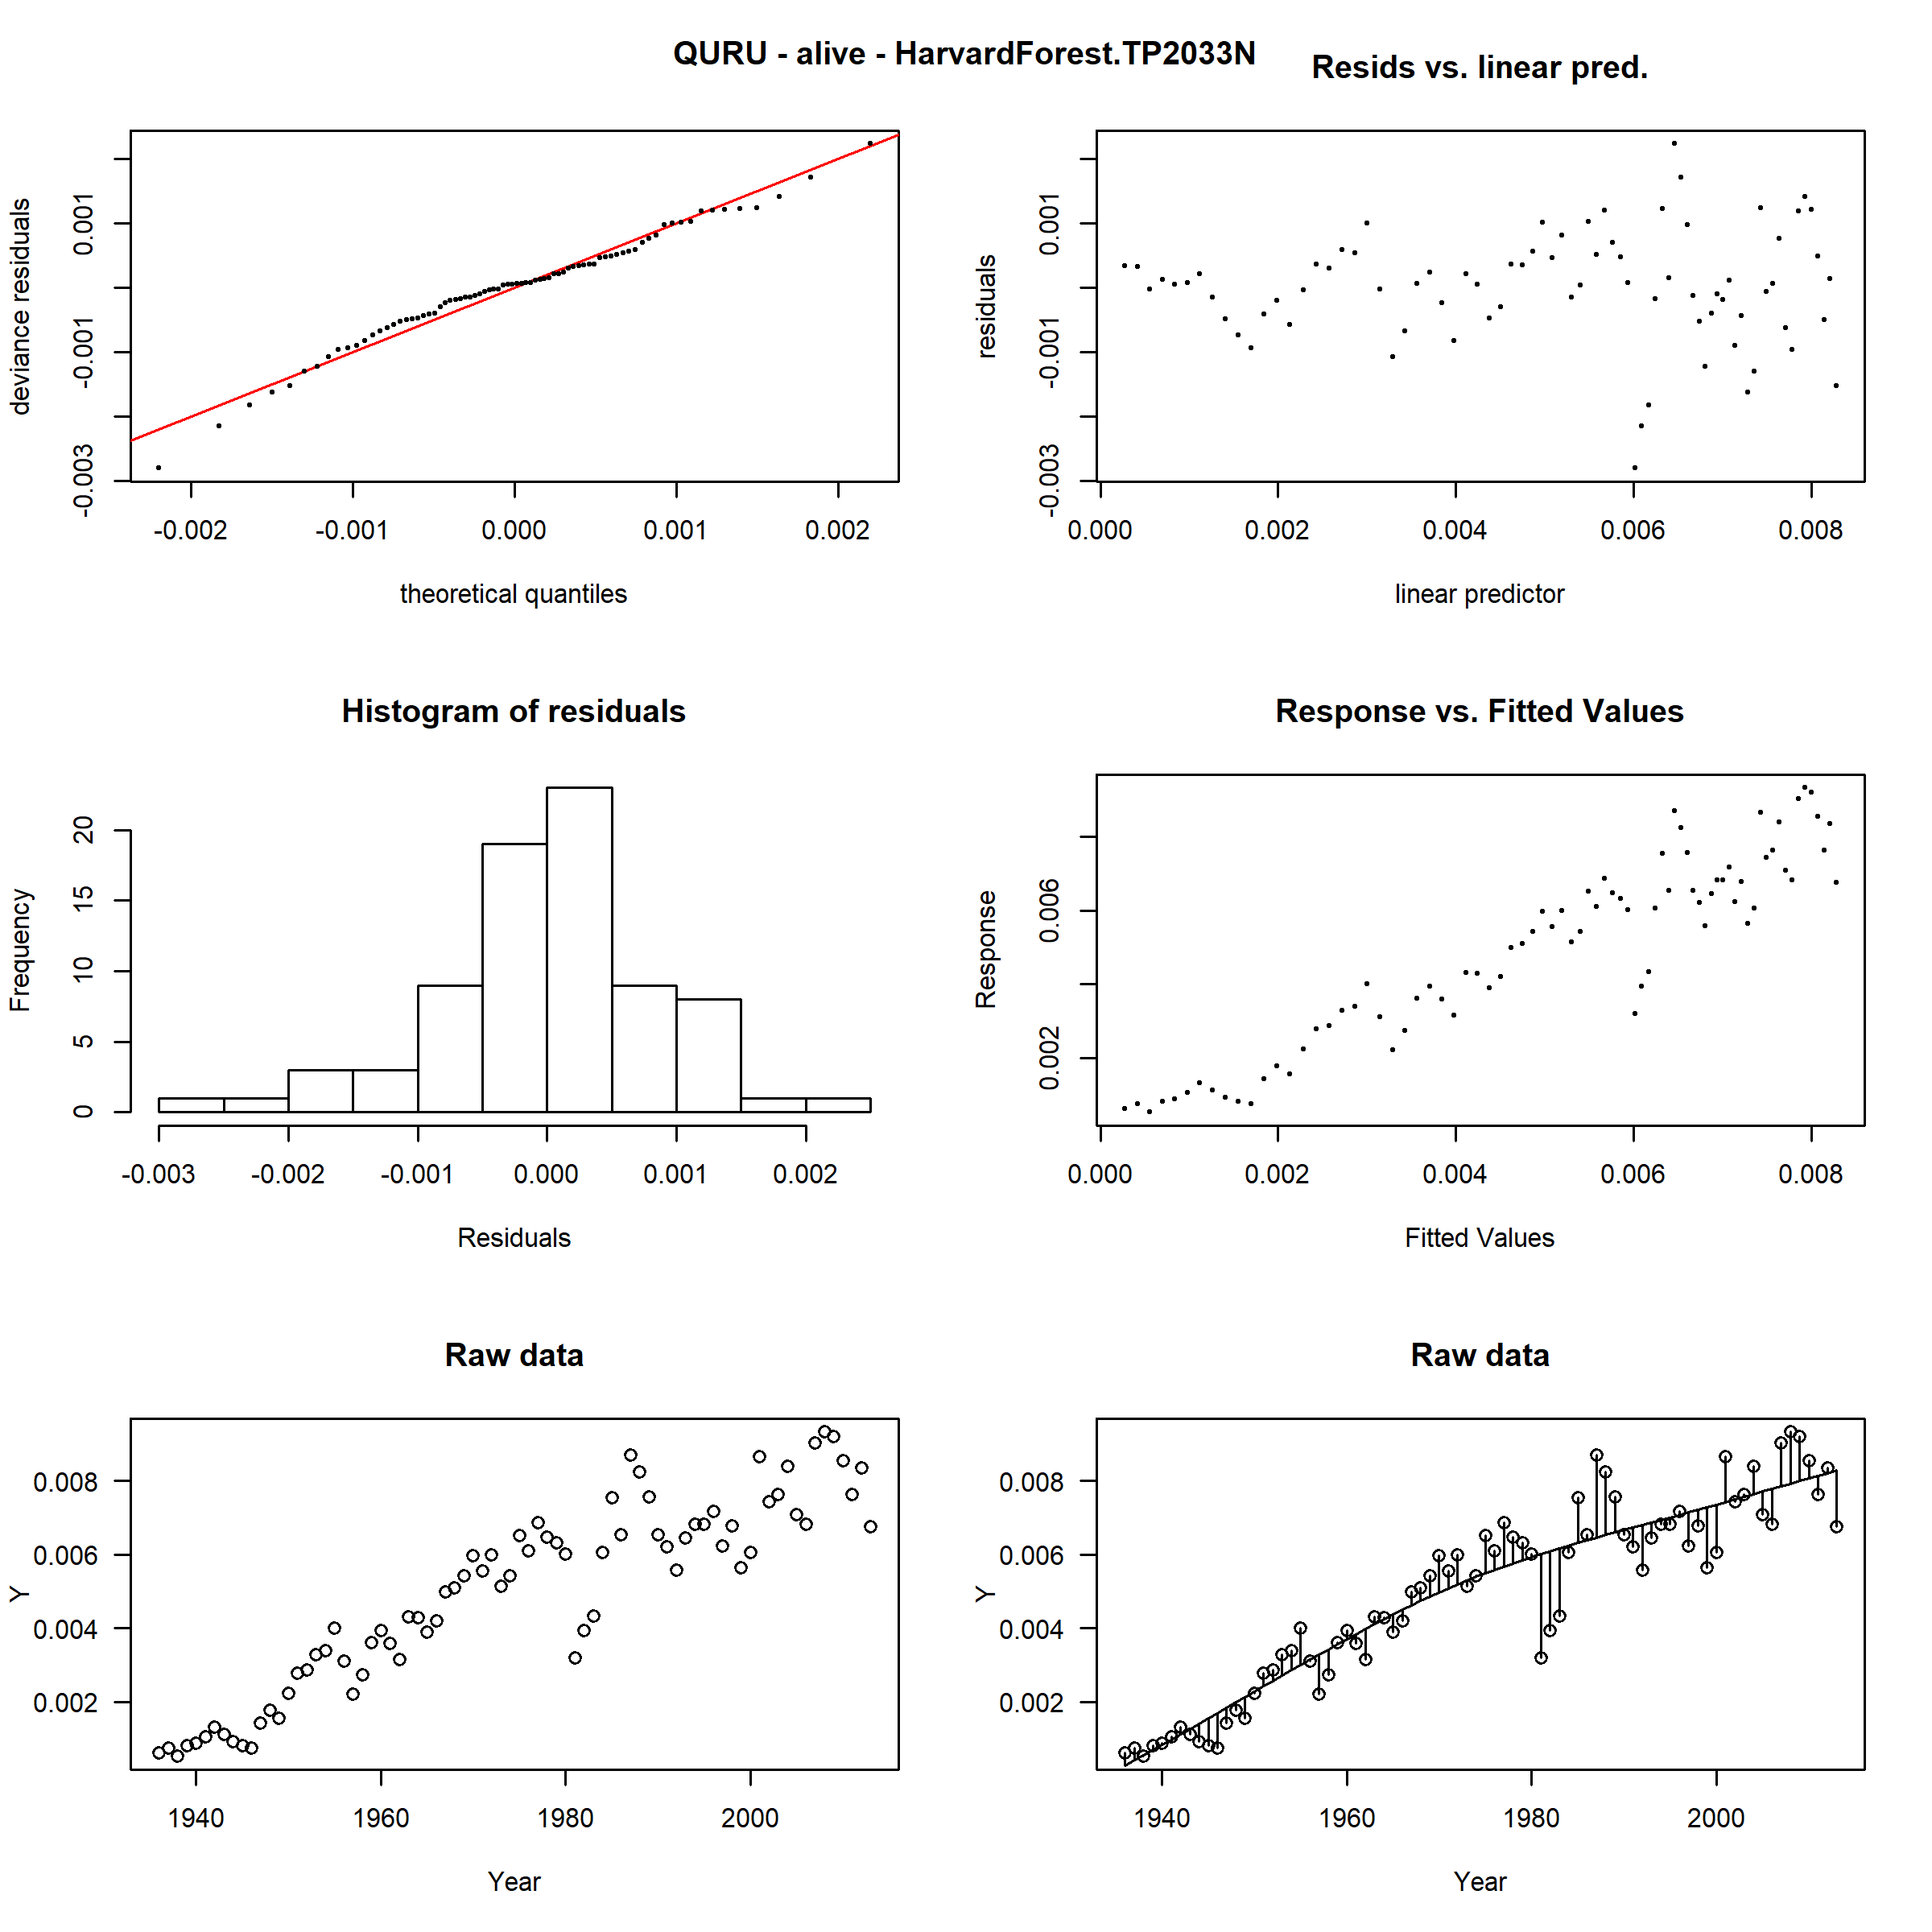 QURU - alive - HarvardForest.TP2033N
Resids vs. linear pred.
deviance residuals
0.001
-0.001
-0.003
-0.002 -0.001 0.000 0.001 0.002
theoretical quantiles
residuals
0.001
-0.001
-0.003
0.000 0.002 0.004 0.006 0.008
linear predictor
Histogram of residuals
Frequency
20
15
10
5
0
-0.003 -0.002 -0.001 0.000 0.001 0.002
Residuals
Response vs. Fitted Values
Response
0.006
0.002
0.000 0.002 0.004 0.006 0.008
Fitted Values
Raw data
Y
0.008
0.006
0.004
0.002
1940 1960 1980 2000
Year
Raw data
Y
0.008
0.006
0.004
0.002
1940 1960 1980 2000
Year